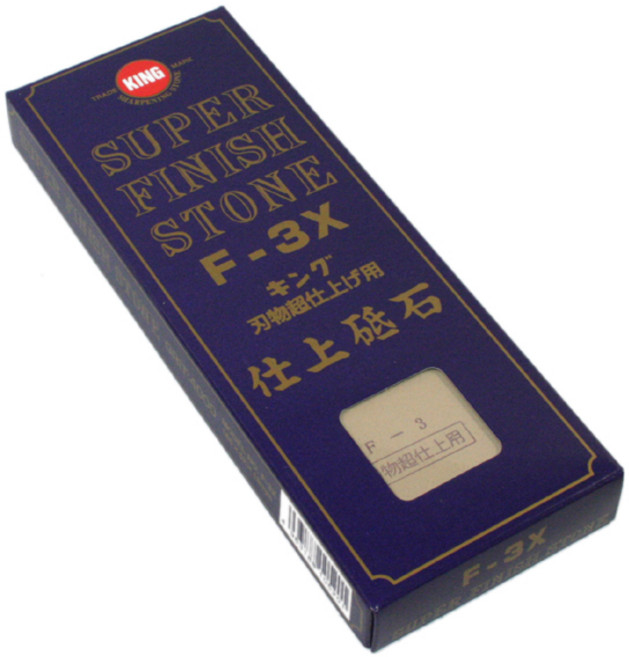 KING
TRADE MARK
SHARPENING STONE
SUPER
FINISH
STONE
F-3X
キング
刃物超仕上げ用
仕上砥石
F-3
物超仕上用
F-3X
SUPER FINISH STONE